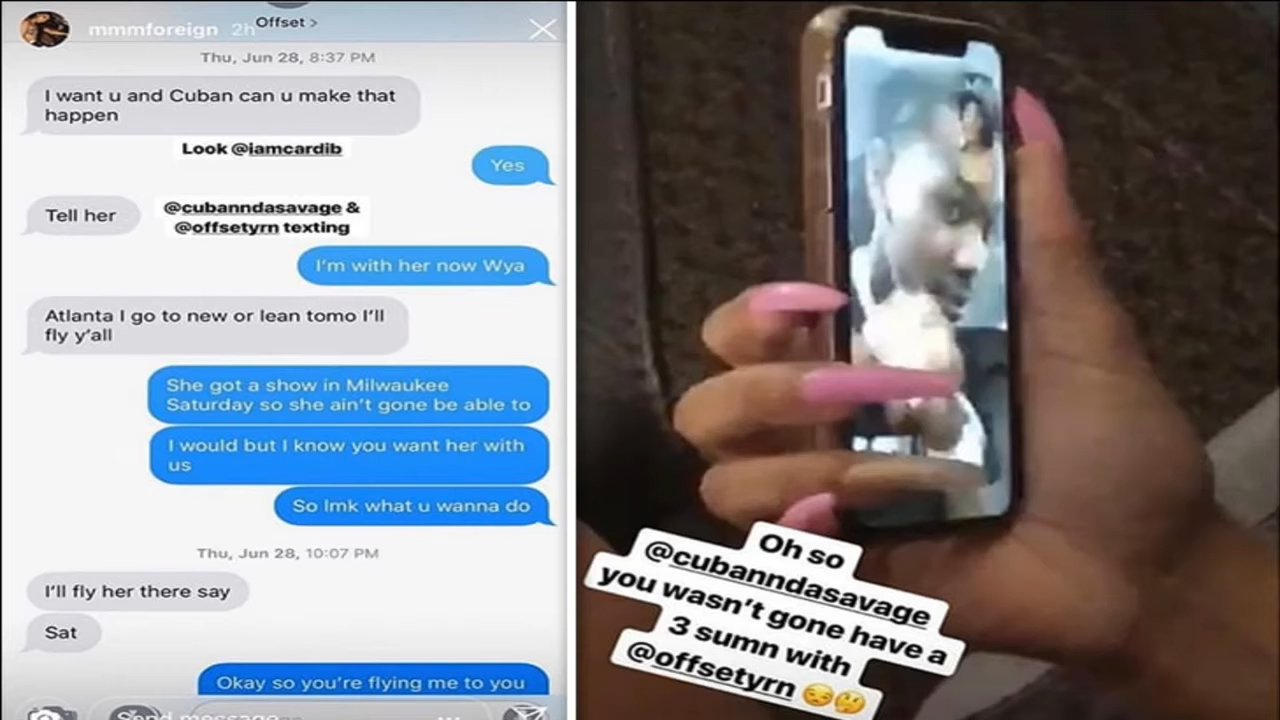 mmmforeign 2h
Offset >
Thu, Jun 28, 8:37 PM
I want u and Cuban can u make that
happen
Look @iamcardib
Yes
Tell her
@cubanndasavage &
@offsetyrn texting
I'm with her now Wya
Atlanta I go to new or lean tomo I'll
fly y'all
She got a show in Milwaukee
Saturday so she ain't gone be able to
I would but I know you want her with
us
So lmk what u wanna do
Thu, Jun 28, 10:07 PM
I'll fly her there say
Sat
Okay so you're flying me to you
Send message
Oh so
@cubanndasavage
you wasn't gone have a
3 sumn with
@offsetyrn 😒🤔